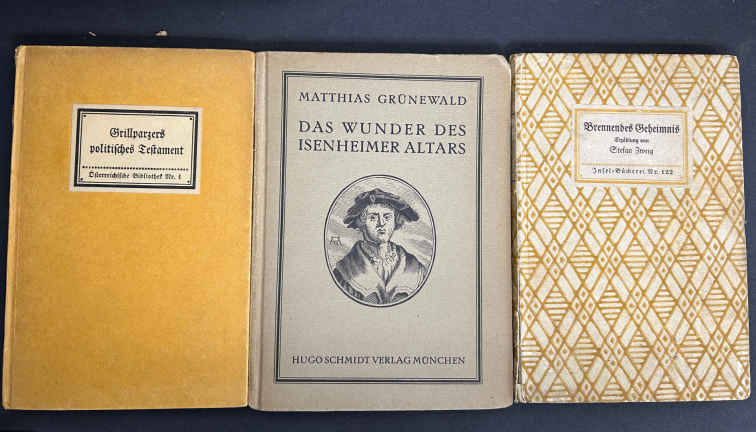 Grillparzers
politisches Testament
Österreichische Bibliothek Nr. 1
MATTHIAS GRÜNEWALD
DAS WUNDER DES
ISENHEIMER ALTARS
HUGO SCHMIDT VERLAG MÜNCHEN
Brennendes Geheimnis
Erzählung von
Stefan Zweig
Insel-Bücherei Nr. 122